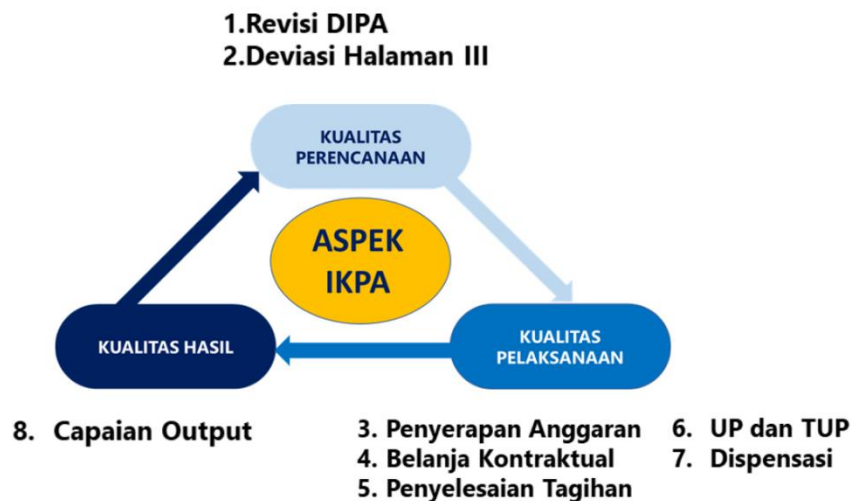 1.Revisi DIPA
2.Deviasi Halaman III
KUALITAS
PERENCANAAN
ASPEK
IKPA
KUALITAS HASIL
KUALITAS
PELAKSANAAN
8. Capaian Output
3. Penyerapan Anggaran
4. Belanja Kontraktual
5. Penyelesaian Tagihan
6. UP dan TUP
7. Dispensasi